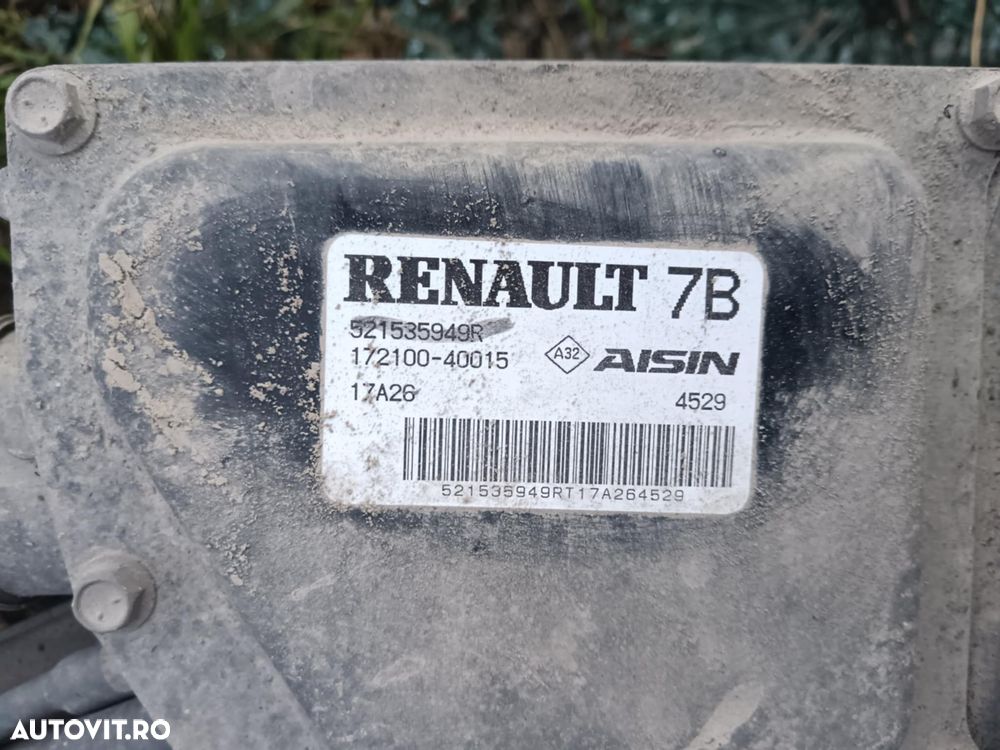 RENAULT 7B
521535949R
172100-40015 A32 AISIN
17A26 4529
521535949RT17A264529
AUTOVIT.RO